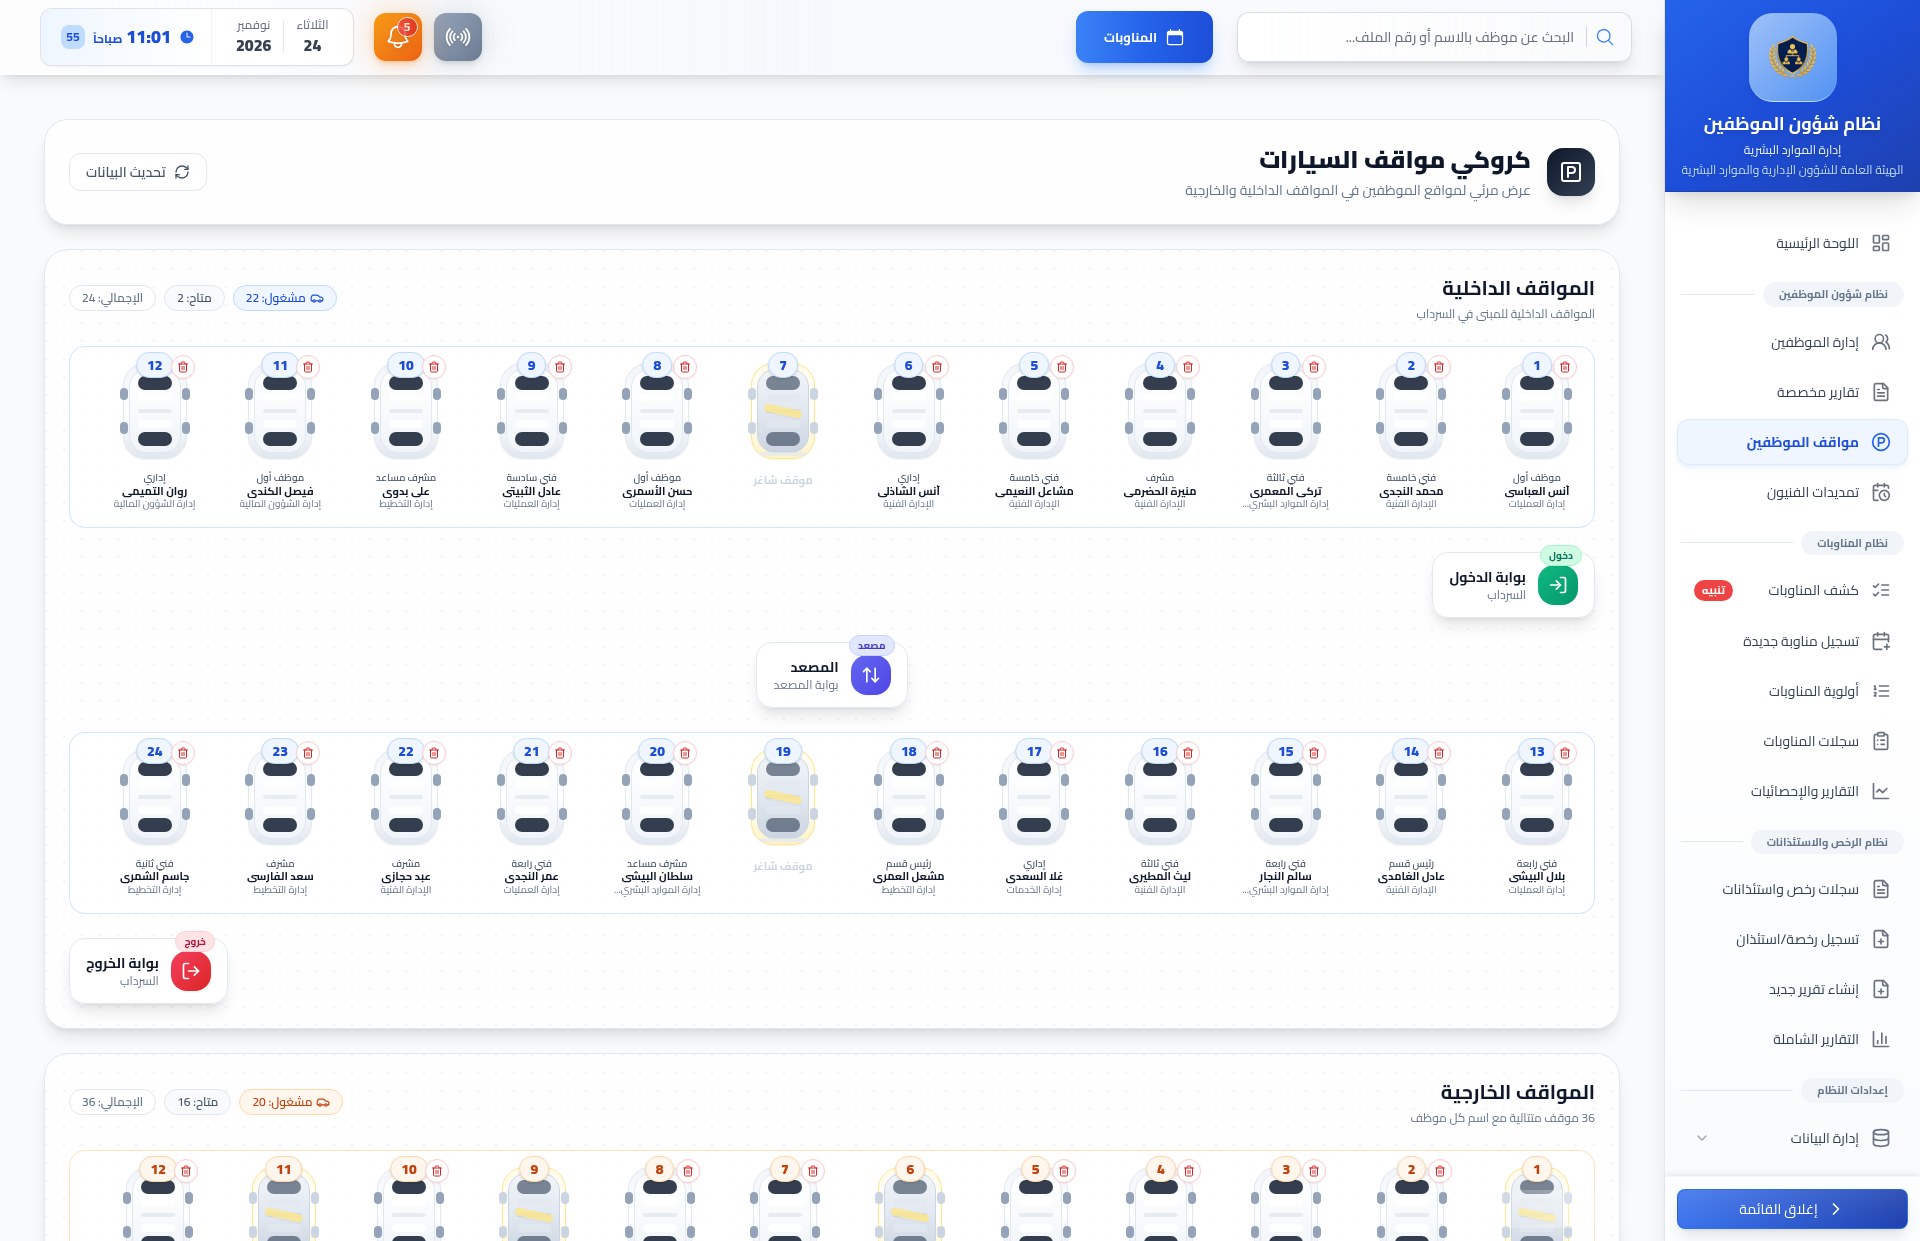 نظام شؤون الموظفين
إدارة الموارد البشرية
الهيئة العامة للشؤون الإدارية والموارد البشرية
اللوحة الرئيسية
نظام شؤون الموظفين
إدارة الموظفين
تقارير مخصصة
مواقف الموظفين
تمديدات الفنيون
نظام المناوبات
كشف المناوبات
تنبيه
تسجيل مناوبة جديدة
أولوية المناوبات
سجلات المناوبات
التقارير والإحصائيات
نظام الرخص والاستئذانات
سجلات رخص واستئذانات
تسجيل رخصة/استئذان
إنشاء تقرير جديد
التقارير الشاملة
إعدادات النظام
إدارة البيانات
إغلاق القائمة
البحث عن موظف بالاسم أو رقم الملف...
المناوبات
5
الثلاثاء
24
نوفمبر
2026
11:01 صباحاً
55
كروكي مواقف السيارات
عرض مرئي لمواقع الموظفين في المواقف الداخلية والخارجية
تحديث البيانات
المواقف الداخلية
المواقف الداخلية للمبنى في السرداب
مشغول: 22
متاح: 2
الإجمالي: 24
1
موظف أول
أنس العباسي
إدارة العمليات
2
فني خامسة
محمد النجدي
الإدارة الفنية
3
فني ثالثة
تركي المعمري
إدارة الموارد البشري...
4
مشرف
منيرة الحضرمي
الإدارة الفنية
5
فني خامسة
مشاعل النعيمي
الإدارة الفنية
6
إداري
أنس الشاذلي
الإدارة الفنية
7
موقف شاغر
8
موظف أول
حسن الأسمري
إدارة العمليات
9
فني سادسة
عادل الثبيتي
إدارة العمليات
10
مشرف مساعد
علي بدوي
إدارة التخطيط
11
موظف أول
فيصل الكندي
إدارة الشؤون المالية
12
إداري
روان التميمي
إدارة الشؤون المالية
دخول
بوابة الدخول
السرداب
مصعد
المصعد
بوابة المصعد
13
فني رابعة
بلال البيشي
إدارة العمليات
14
رئيس قسم
عادل الغامدي
الإدارة الفنية
15
فني رابعة
سالم النجار
إدارة الموارد البشري...
16
فني ثالثة
ليث المطيري
الإدارة الفنية
17
إداري
غلا السعدي
إدارة الخدمات
18
رئيس قسم
مشعل العمري
إدارة التخطيط
19
موقف شاغر
20
مشرف مساعد
سلطان البيشي
إدارة الموارد البشري...
21
فني رابعة
عمر النجدي
إدارة العمليات
22
مشرف
عبد حجازي
الإدارة الفنية
23
مشرف
سعد الفارسي
إدارة التخطيط
24
فني ثانية
جاسم الشمري
إدارة التخطيط
خروج
بوابة الخروج
السرداب
المواقف الخارجية
36 موقف متتالية مع اسم كل موظف
مشغول: 20
متاح: 16
الإجمالي: 36
1
2
3
4
5
6
7
8
9
10
11
12